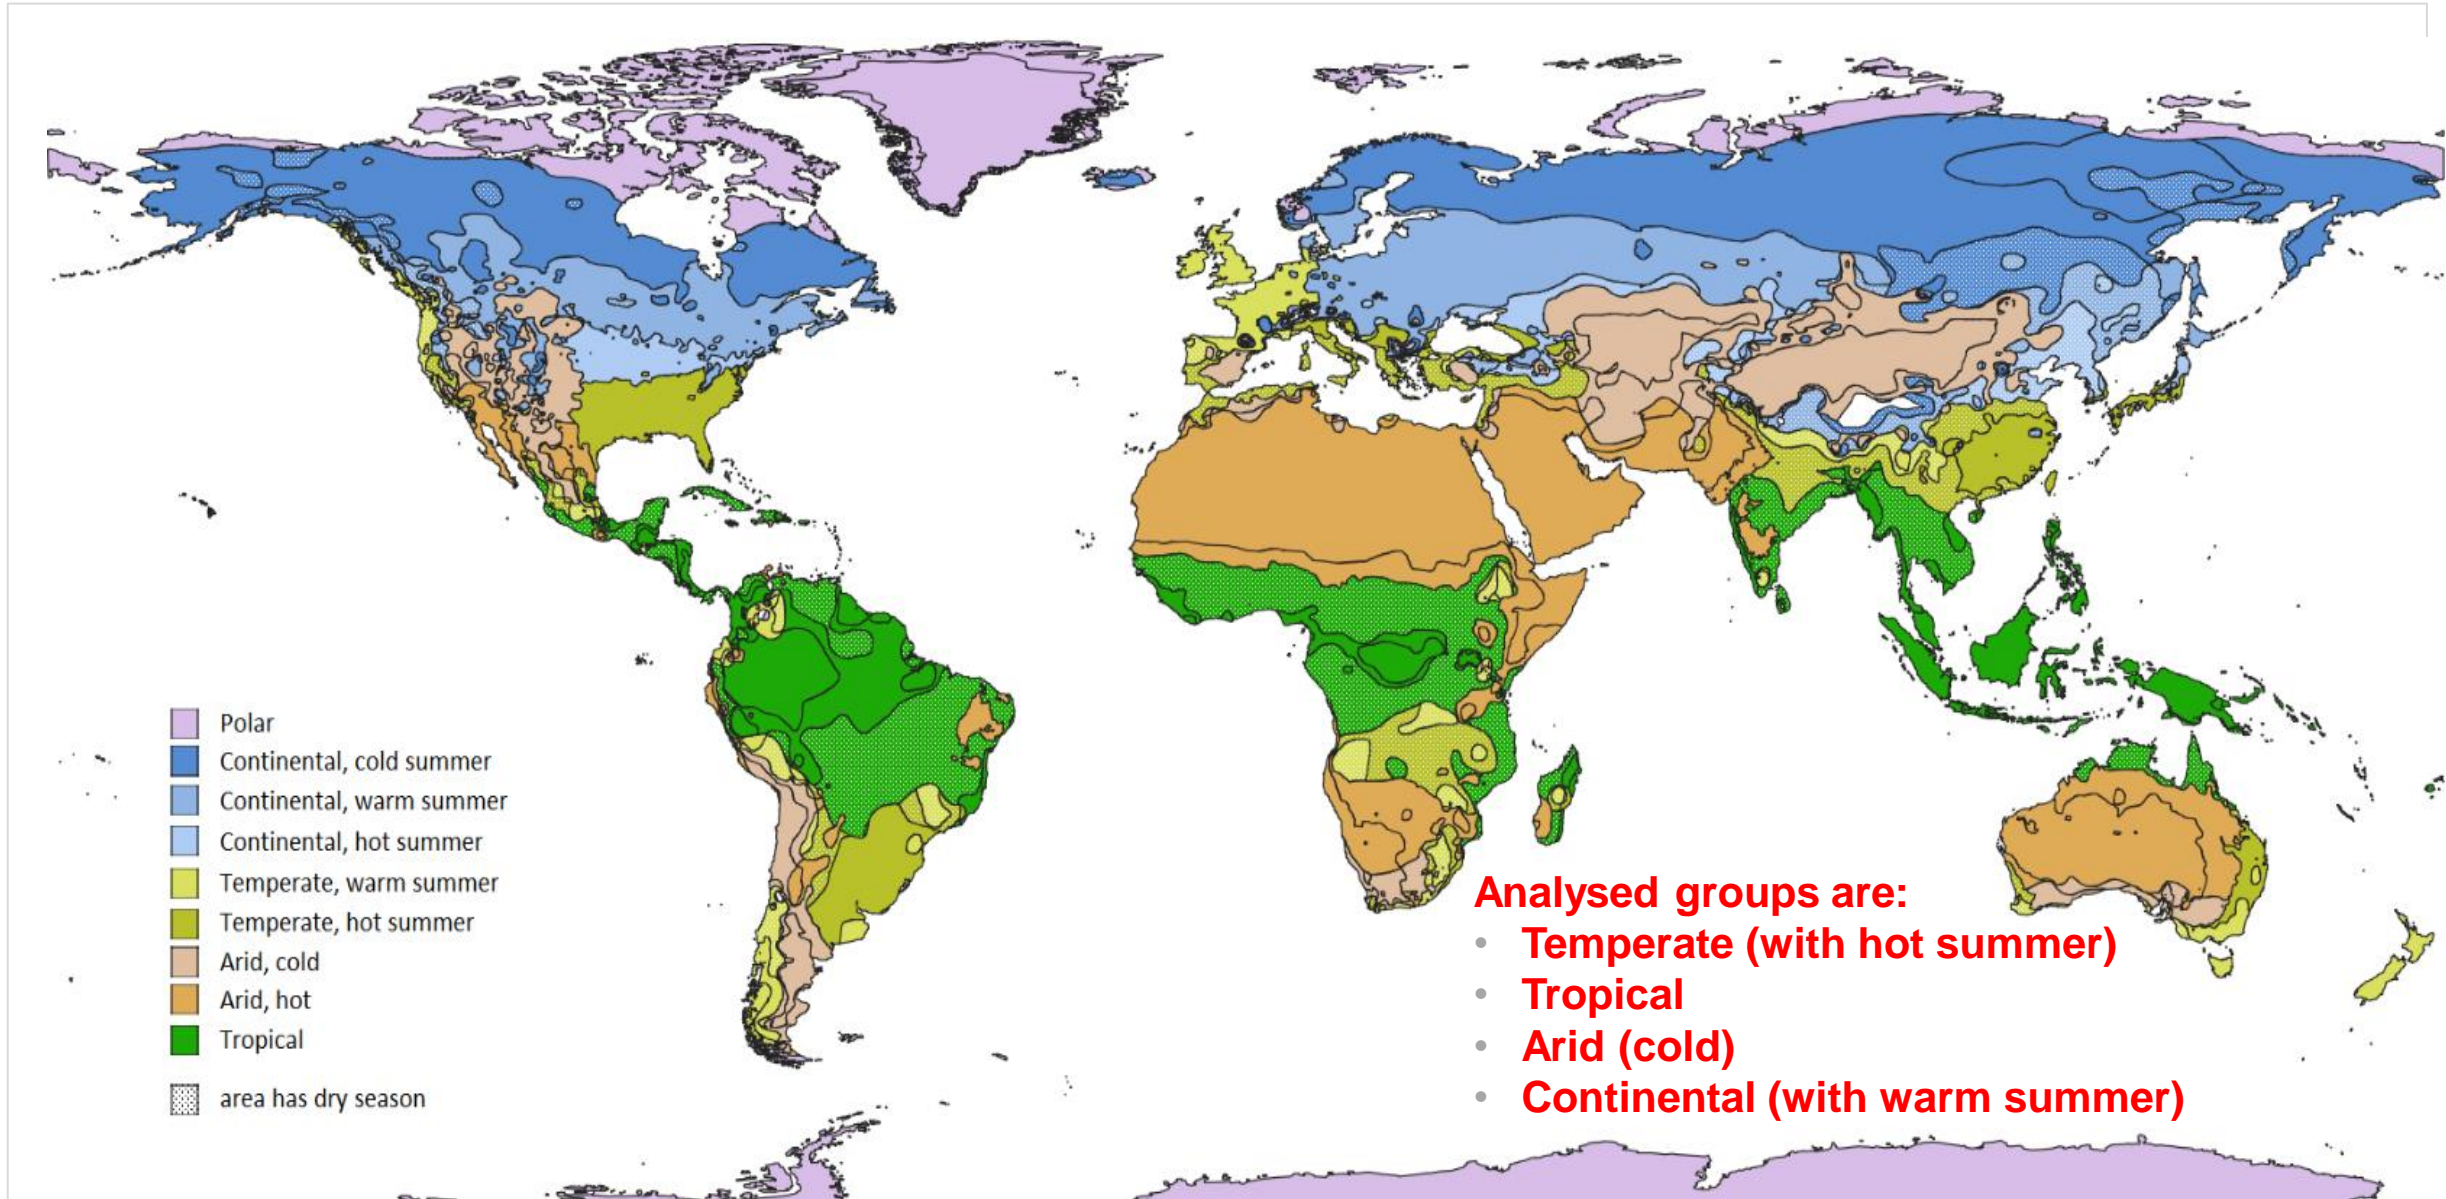 Polar
Continental, cold summer
Continental, warm summer
Continental, hot summer
Temperate, warm summer
Temperate, hot summer
Arid, cold
Arid, hot
Tropical
area has dry season
Analysed groups are:
• Temperate (with hot summer)
• Tropical
• Arid (cold)
• Continental (with warm summer)